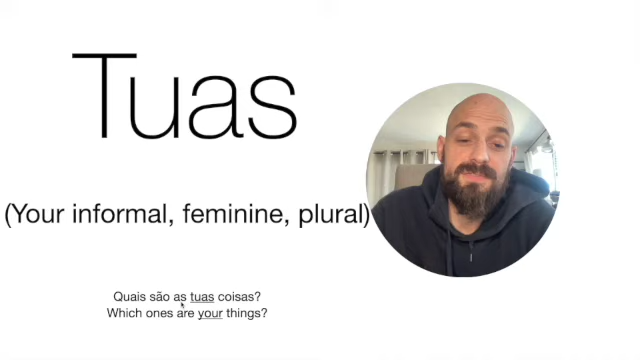 Tuas
(Your informal, feminine, plural)
Quais são as tuas coisas?
Which ones are your things?